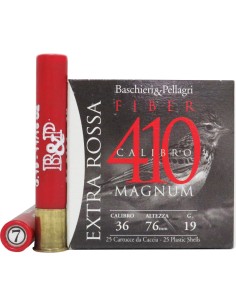 Baschieri & Pellagri
FIBER
410
CALIBRO
MAGNUM
EXTRA ROSSA
CALIBRO ALTEZZA G.
36 76mm 19
25 Cartucce da Caccia - 25 Plastic Shells
B&P
7